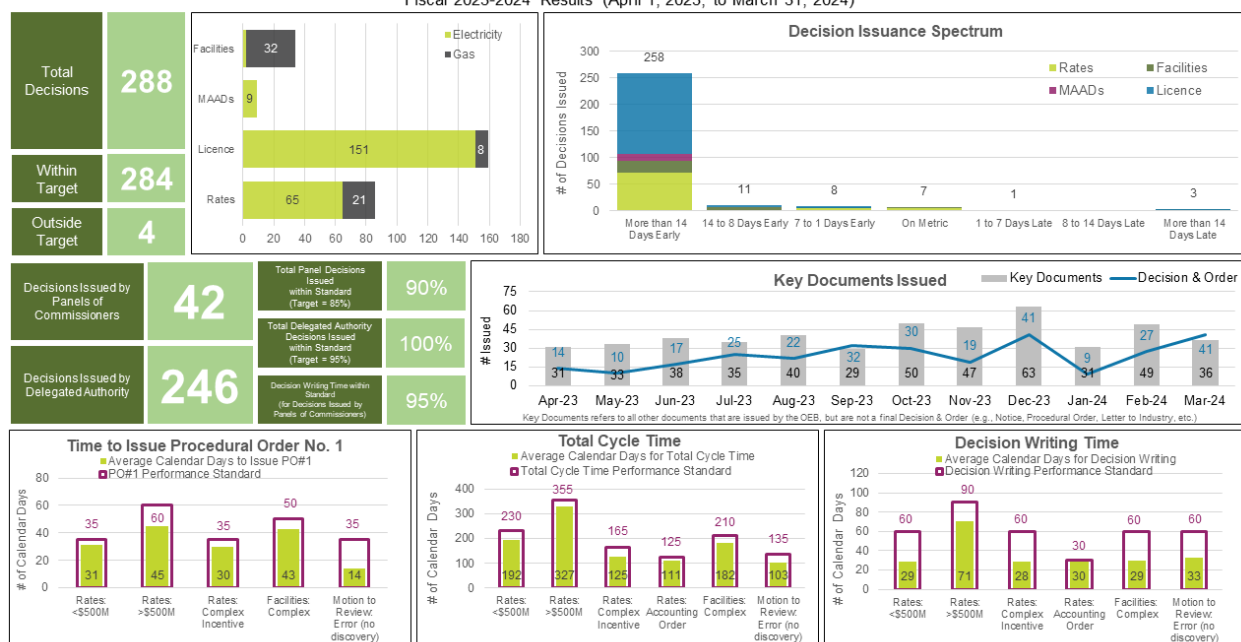 Fiscal 2023-2024 Results (April 1, 2023, to March 31, 2024)
Total
Decisions
288
Within
Target
284
Outside
Target
4
Electricity
Gas
Facilities
32
MAADs
9
Licence
151
8
Rates
65
21
0 20 40 60 80 100 120 140 160 180
Decision Issuance Spectrum
Rates
Facilities
MAADs
Licence
# of Decisions Issued
300
250
200
150
100
50
0
258
11
8
7
1
3
More than 14
Days Early
14 to 8 Days Early
7 to 1 Days Early
On Metric
1 to 7 Days Late
8 to 14 Days Late
More than 14
Days Late
Decisions Issued by
Panels of
Commissioners
42
Decisions Issued by
Delegated Authority
246
Total Panel Decisions
Issued
within Standard
(Target = 85%)
90%
Total Delegated Authority
Decisions Issued
within Standard
(Target = 95%)
100%
Decision Writing Time within
Standard
(for Decisions Issued by
Panels of Commissioners)
95%
Key Documents Issued
Key Documents
Decision & Order
# Issued
75
60
45
30
15
0
14 10 17 25 22 32 30 19 41 9 27 41
31 33 38 35 40 29 50 47 63 31 49 36
Apr-23 May-23 Jun-23 Jul-23 Aug-23 Sep-23 Oct-23 Nov-23 Dec-23 Jan-24 Feb-24 Mar-24
Key Documents refers to all other documents that are issued by the OEB, but are not a final Decision & Order (e.g., Notice, Procedural Order, Letter to Industry, etc.)
Time to Issue Procedural Order No. 1
Average Calendar Days to Issue PO#1
PO#1 Performance Standard
# of Calendar Days
80
60
40
20
0
35 60 35 50 35
31 45 30 43 14
Rates:
<$500M
Rates:
>$500M
Rates:
Complex
Incentive
Facilities:
Complex
Motion to
Review:
Error (no
discovery)
Total Cycle Time
Average Calendar Days for Total Cycle Time
Total Cycle Time Performance Standard
# of Calendar Days
400
300
200
100
0
230 355 165 125 210 135
192 327 125 111 182 103
Rates:
<$500M
Rates:
>$500M
Rates:
Complex
Incentive
Rates:
Accounting
Order
Facilities:
Complex
Motion to
Review:
Error (no
discovery)
Decision Writing Time
Average Calendar Days for Decision Writing
Decision Writing Performance Standard
# of Calendar Days
120
100
80
60
40
20
0
60 90 60 30 60 60
29 71 28 30 29 33
Rates:
<$500M
Rates:
>$500M
Rates:
Complex
Incentive
Rates:
Accounting
Order
Facilities:
Complex
Motion to
Review:
Error (no
discovery)